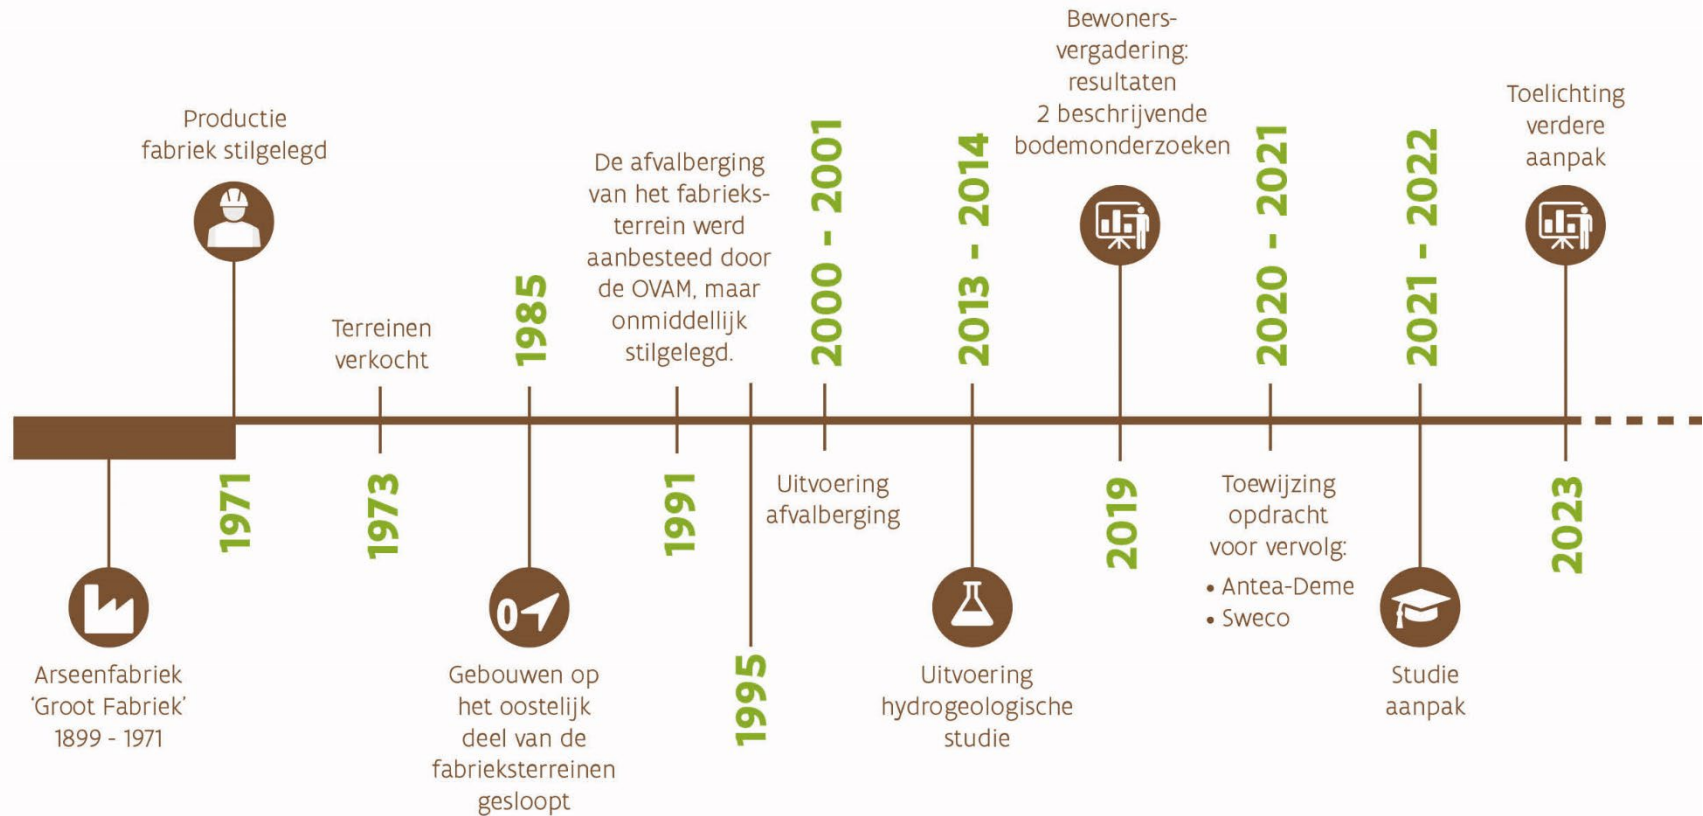 Arseenfabriek
'Groot Fabriek'
1899 - 1971
Productie
fabriek stilgelegd
1971
Terreinen
verkocht
1973
1985
Gebouwen op
het oostelijk
deel van de
fabrieksterreinen
gesloopt
De afvalberging
van het fabrieks-
terrein werd
aanbesteed door
de OVAM, maar
onmiddellijk
stilgelegd.
1991
1995
2000 - 2001
Uitvoering
afvalberging
2013 - 2014
Uitvoering
hydrogeologische
studie
Bewoners-
vergadering:
resultaten
2 beschrijvende
bodemonderzoeken
2019
2020 - 2021
Toewijzing
opdracht
voor vervolg:
• Antea-Deme
• Sweco
2021 - 2022
Studie
aanpak
Toelichting
verdere
aanpak
2023
0